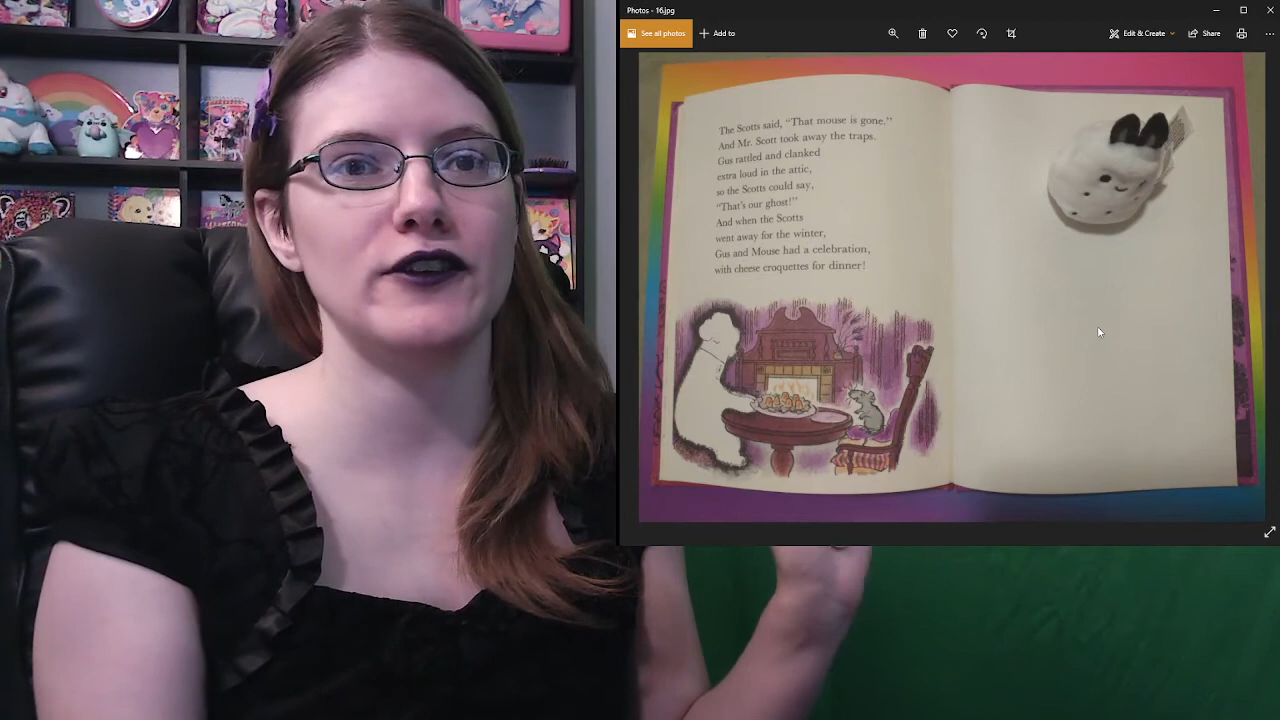 Photos - 16.jpg
See all photos
Add to
Edit & Create
Share
The Scotts said, "That mouse is gone."
And Mr. Scott took away the traps.
Gus rattled and clanked
extra loud in the attic,
so the Scotts could say,
"That's our ghost!"
And when the Scotts
went away for the winter,
Gus and Mouse had a celebration,
with cheese croquettes for dinner!